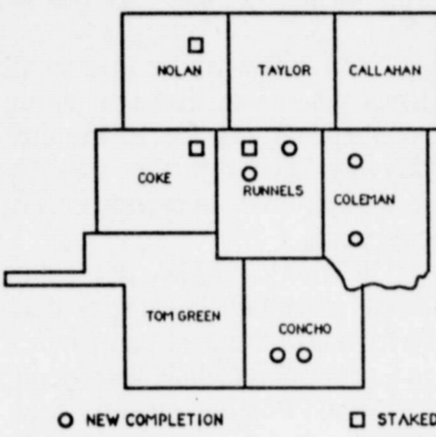 NOLAN TAYLOR CALLAHAN
COKE RUNNELS COLEMAN
TOM GREEN CONCHO
NEW COMPLETION STAKED